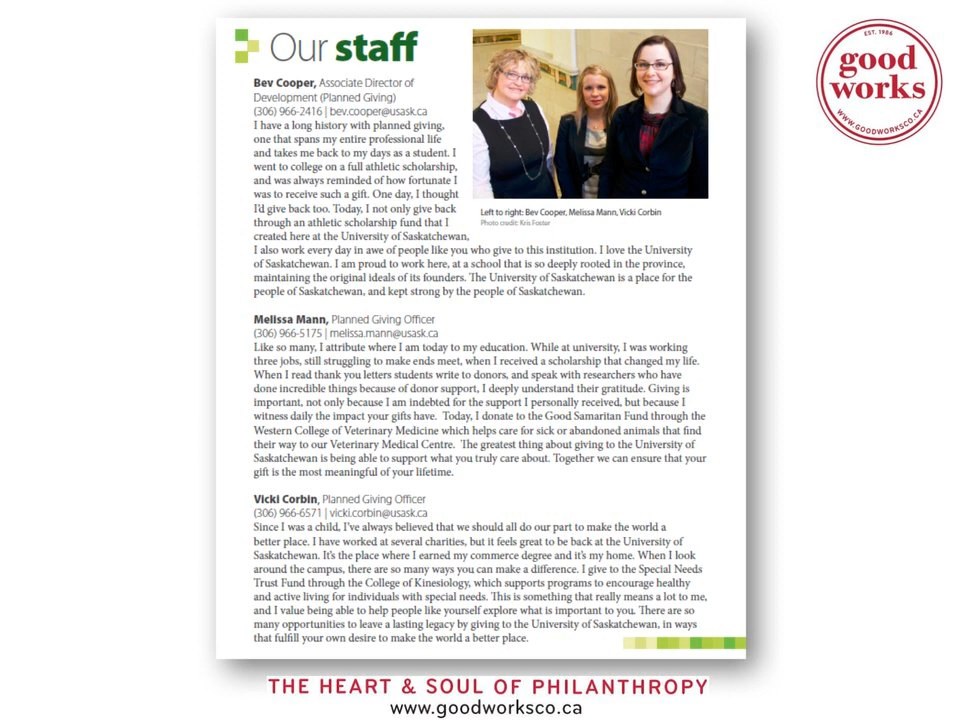 Our staff
Bev Cooper, Associate Director of
Development (Planned Giving)
(306) 966-2416 | bev.cooper@usask.ca
I have a long history with planned giving,
one that spans my entire professional life
and takes me back to my days as a student. I
went to college on a full athletic scholarship,
and was always reminded of how fortunate I
was to receive such a gift. One day, I thought
I'd give back too. Today, I not only give back
through an athletic scholarship fund that I
created here at the University of Saskatchewan,
I also work every day in awe of people like you who give to this institution. I love the University
of Saskatchewan. I am proud to work here, at a school that is so deeply rooted in the province,
maintaining the original ideals of its founders. The University of Saskatchewan is a place for the
people of Saskatchewan, and kept strong by the people of Saskatchewan.
Left to right: Bev Cooper, Melissa Mann, Vicki Corbin
Photo credit: Kris Foster
Melissa Mann, Planned Giving Officer
(306) 966-5175 | melissa.mann@usask.ca
Like so many, I attribute where I am today to my education. While at university, I was working
three jobs, still struggling to make ends meet, when I received a scholarship that changed my life.
When I read thank you letters students write to donors, and speak with researchers who have
done incredible things because of donor support, I deeply understand their gratitude. Giving is
important, not only because I am indebted for the support I personally received, but because I
witness daily the impact your gifts have. Today, I donate to the Good Samaritan Fund through the
Western College of Veterinary Medicine which helps care for sick or abandoned animals that find
their way to our Veterinary Medical Centre. The greatest thing about giving to the University of
Saskatchewan is being able to support what you truly care about. Together we can ensure that your
gift is the most meaningful of your lifetime.
Vicki Corbin, Planned Giving Officer
(306) 966-6571 | vicki.corbin@usask.ca
Since I was a child, I've always believed that we should all do our part to make the world a
better place. I have worked at several charities, but it feels great to be back at the University of
Saskatchewan. It's the place where I earned my commerce degree and it's my home. When I look
around the campus, there are so many ways you can make a difference. I give to the Special Needs
Trust Fund through the College of Kinesiology, which supports programs to encourage healthy
and active living for individuals with special needs. This is something that really means a lot to me,
and I value being able to help people like yourself explore what is important to you. There are so
many opportunities to leave a lasting legacy by giving to the University of Saskatchewan, in ways
that fulfill your own desire to make the world a better place.
EST. 1986
good
works
WWW.GOODWORKSCO.CA
THE HEART & SOUL OF PHILANTHROPY
www.goodworksco.ca